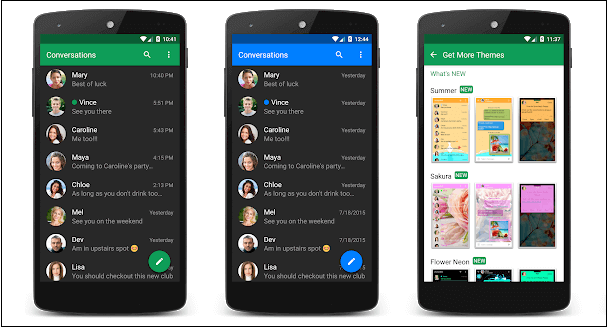 10:41
Conversations
Mary
10:40 PM
Best of luck
Vince
5:51 PM
See you there
Caroline
5:43 PM
Me too!!!
Maya
4:15 PM
Coming to Caroline's party...
Chloe
2:13 PM
As long as you don't drink too...
Mel
Yesterday
See you on the weekend
Dev
Yesterday
Am in upstairs spot 😍
Lisa
You should checkout this new club
12:44
Conversations
Mary
Yesterday
Best of luck
Vince
Yesterday
See you there
Caroline
Yesterday
Me too!!!
Maya
Yesterday
Coming to Caroline's party...
Chloe
Yesterday
As long as you don't drink too...
Mel
7/18/2015
See you on the weekend
Dev
7/18/2015
Am in upstairs spot 😍
Lisa
You should checkout this new club
11:37
Get More Themes
What's NEW
Summer NEW
Sakura NEW
Flower Neon NEW